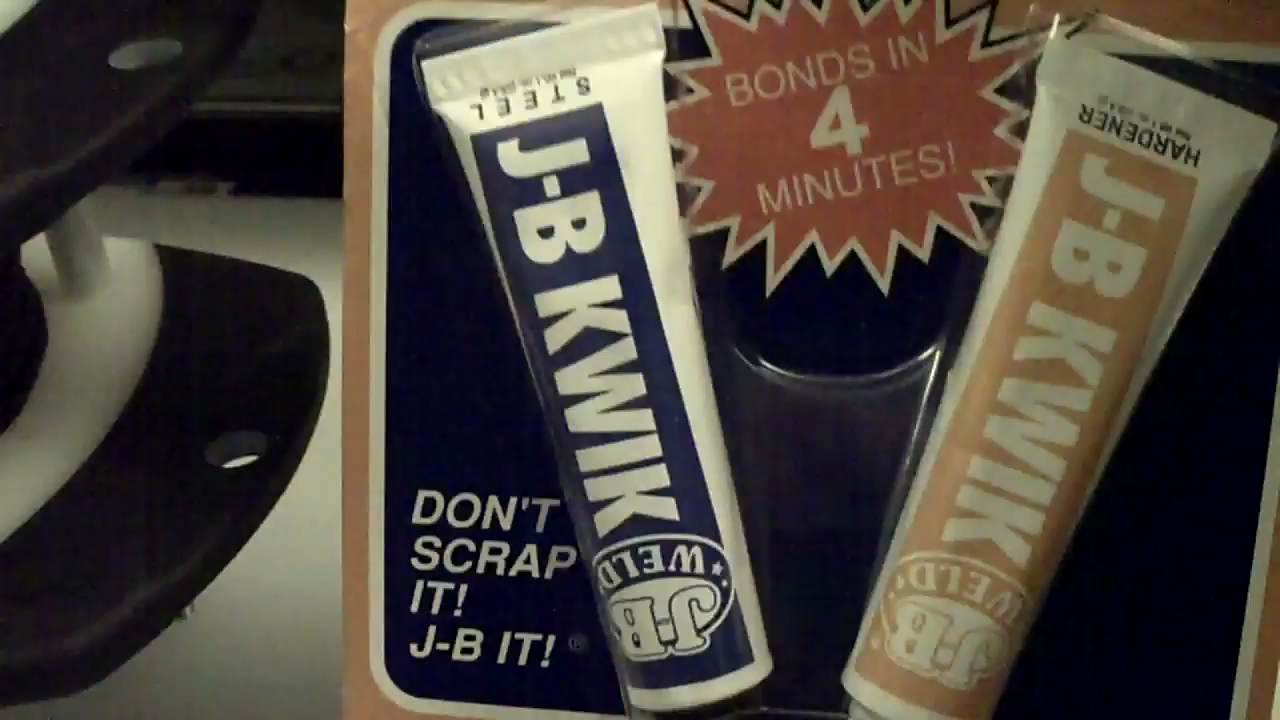 BONDS IN
4
MINUTES!
STEEL
J-B KWIK
J-B
WELD
HARDENER
J-B KWIK
J-B
WELD
DON'T
SCRAP
IT!
J-B IT!®